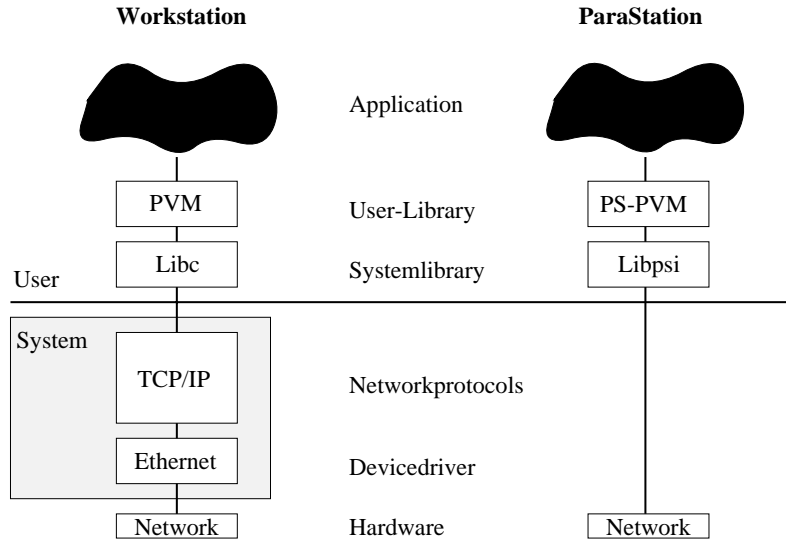 Workstation ParaStation
Application
PVM User-Library PS-PVM
Libc Systemlibrary Libpsi
User
System
TCP/IP Networkprotocols
Ethernet Devicedriver
Network Hardware Network